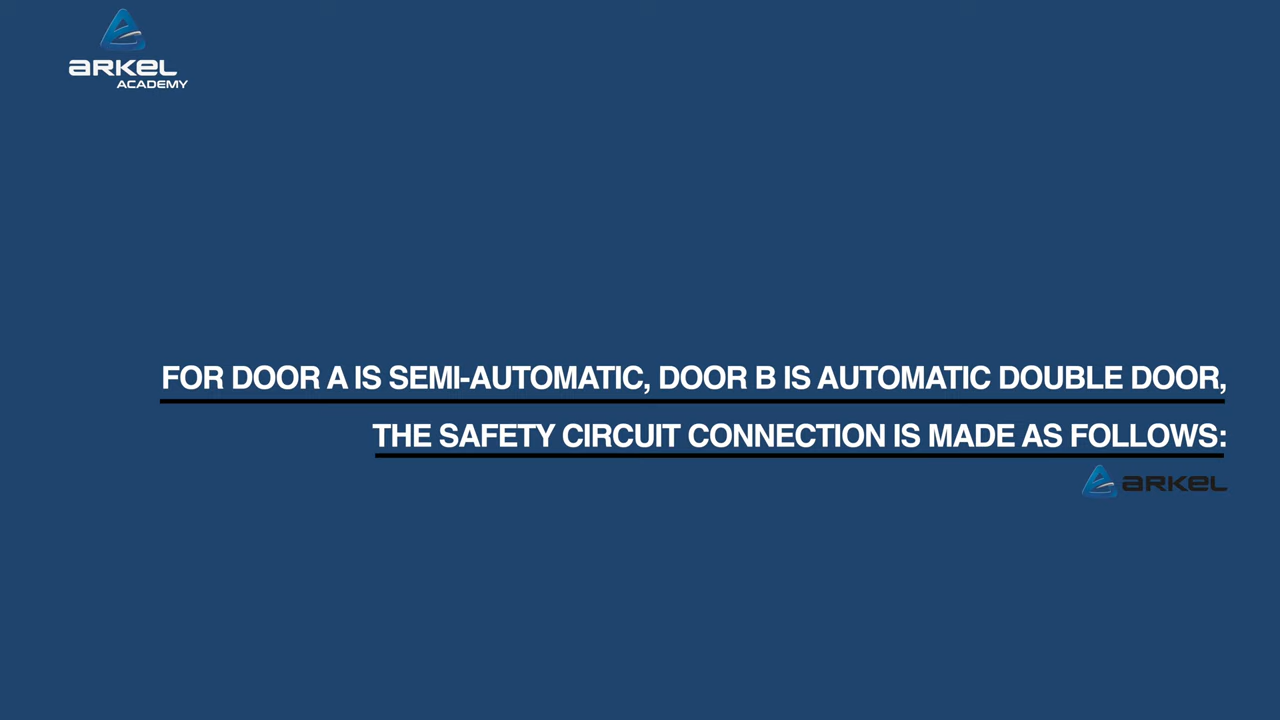 ARKEL
ACADEMY
FOR DOOR A IS SEMI-AUTOMATIC, DOOR B IS AUTOMATIC DOUBLE DOOR,
THE SAFETY CIRCUIT CONNECTION IS MADE AS FOLLOWS:
ARKEL